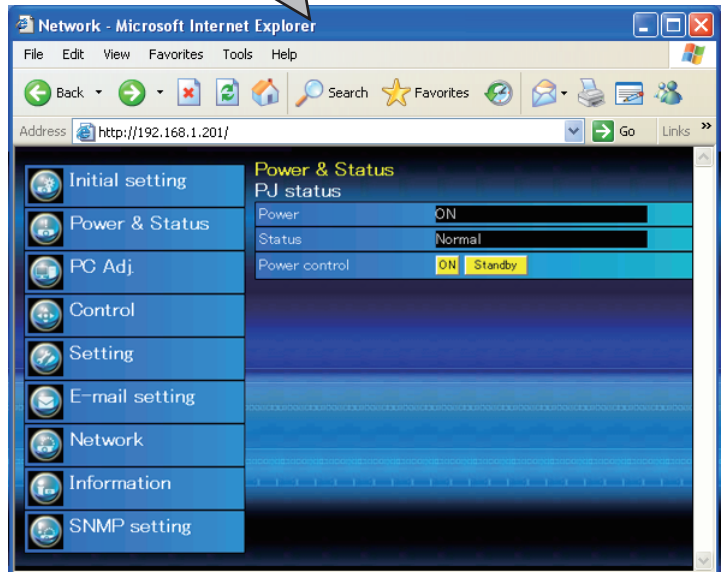 Network - Microsoft Internet Explorer
File Edit View Favorites Tools Help
Back Search Favorites
Address http://192.168.1.201/ Go Links »
Initial setting
Power & Status
PC Adj.
Control
Setting
E-mail setting
Network
Information
SNMP setting
Power & Status
PJ status
Power ON
Status Normal
Power control ON Standby